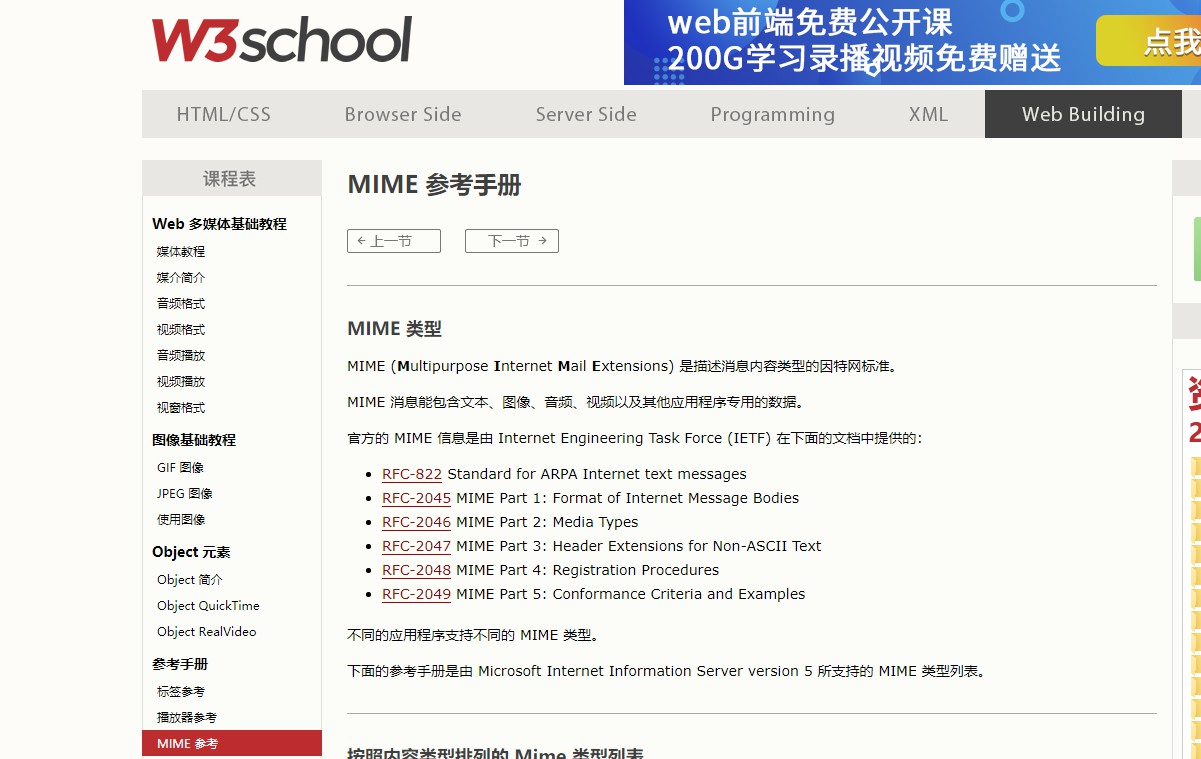 W3school
web前端免费公开课
200G学习录播视频免费赠送
点我
HTML/CSS
Browser Side
Server Side
Programming
XML
Web Building
课程表
Web 多媒体基础教程
媒体教程
媒介简介
音频格式
视频格式
音频播放
视频播放
视窗格式
图像基础教程
GIF 图像
JPEG 图像
使用图像
Object 元素
Object 简介
Object QuickTime
Object RealVideo
参考手册
标签参考
播放器参考
MIME 参考
MIME 参考手册
← 上一节
下一节 →
MIME 类型
MIME (Multipurpose Internet Mail Extensions) 是描述消息内容类型的因特网标准。
MIME 消息能包含文本、图像、音频、视频以及其他应用程序专用的数据。
官方的 MIME 信息是由 Internet Engineering Task Force (IETF) 在下面的文档中提供的:
RFC-822 Standard for ARPA Internet text messages
RFC-2045 MIME Part 1: Format of Internet Message Bodies
RFC-2046 MIME Part 2: Media Types
RFC-2047 MIME Part 3: Header Extensions for Non-ASCII Text
RFC-2048 MIME Part 4: Registration Procedures
RFC-2049 MIME Part 5: Conformance Criteria and Examples
不同的应用程序支持不同的 MIME 类型。
下面的参考手册是由 Microsoft Internet Information Server version 5 所支持的 MIME 类型列表。
按照内容类型排列的 Mime 类型列表